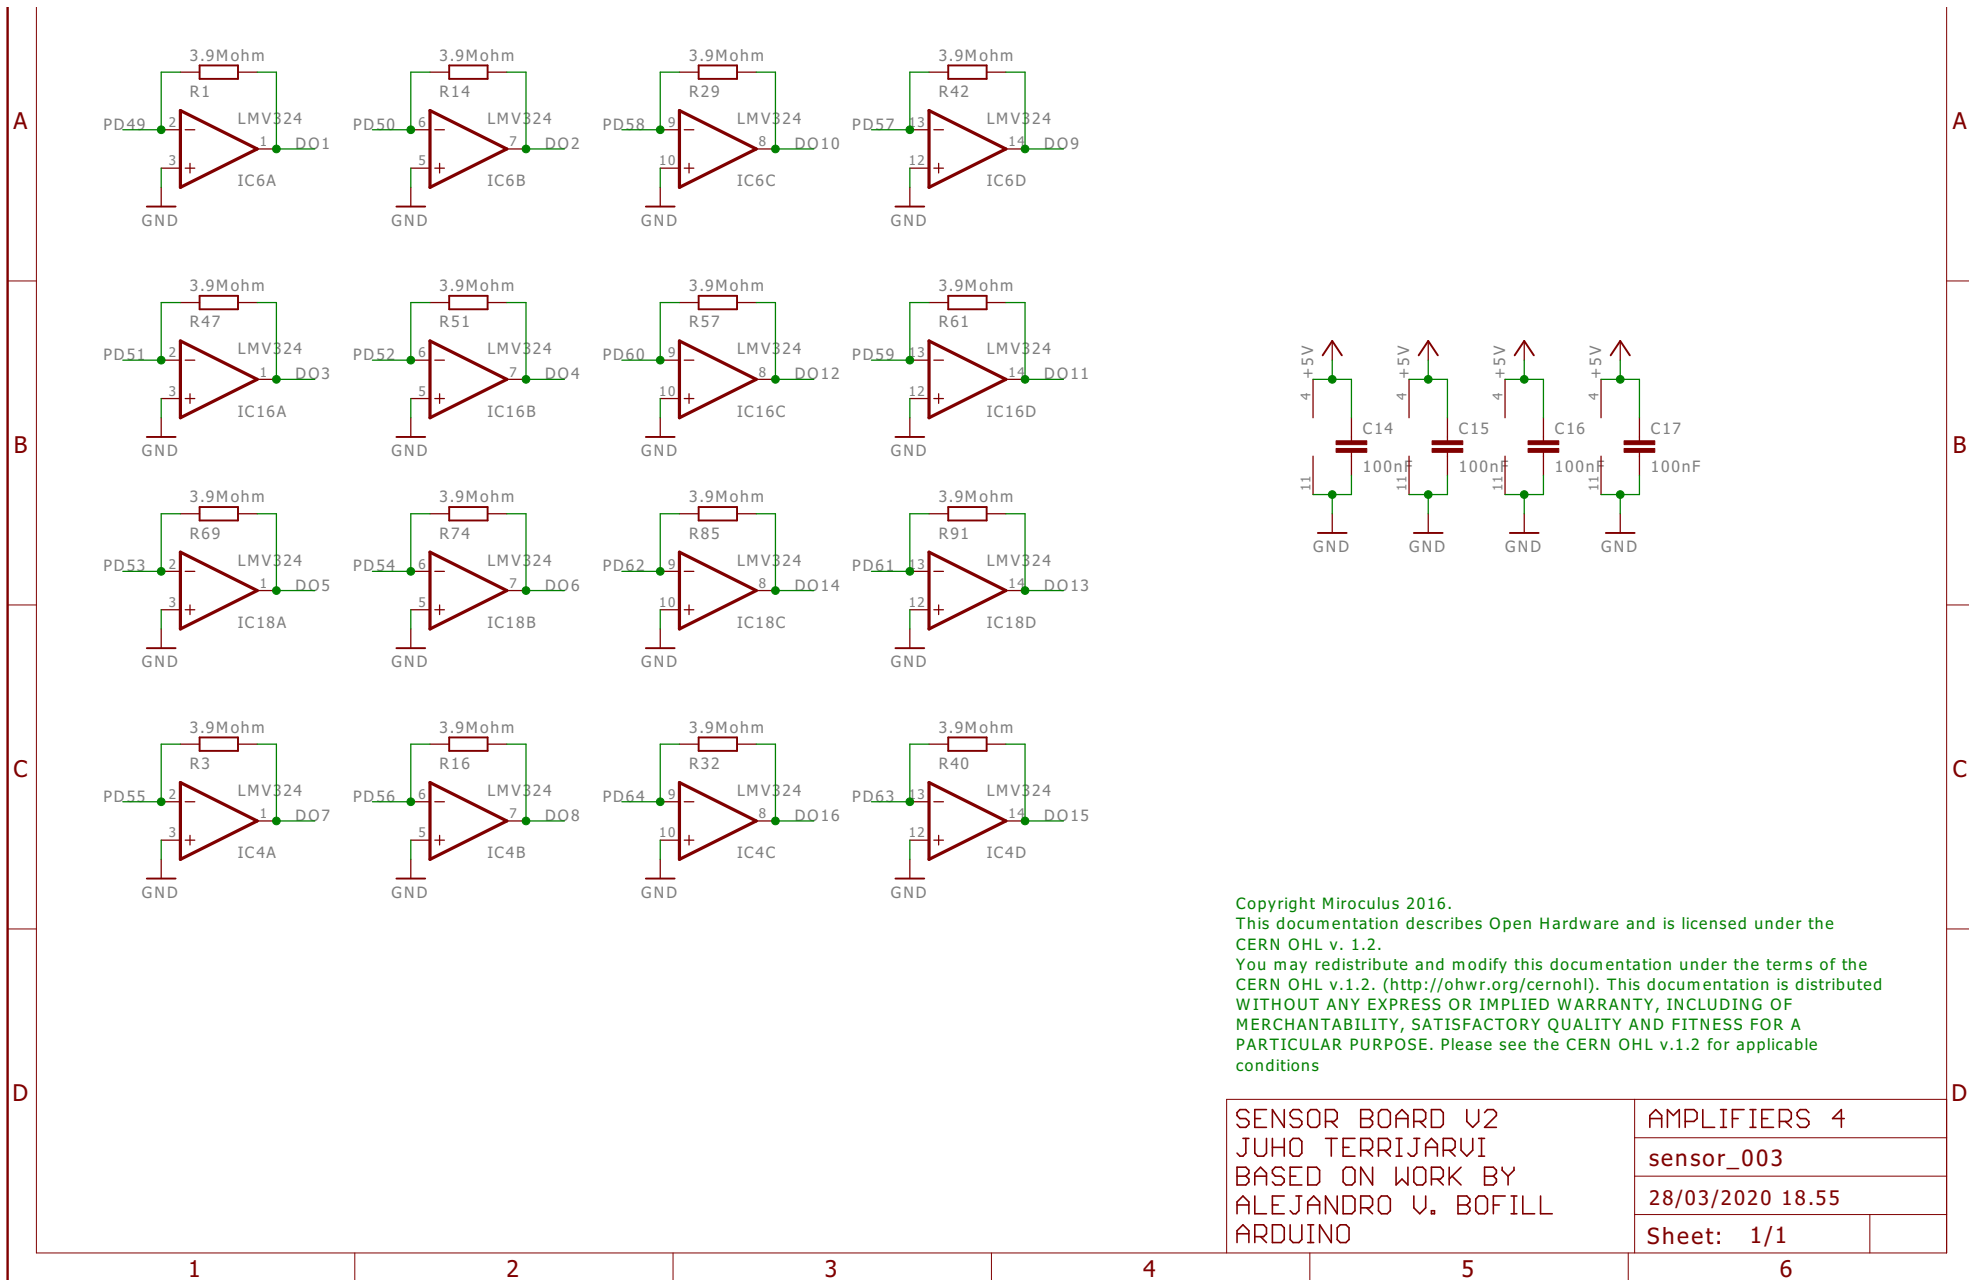 3.9Mohm 3.9Mohm 3.9Mohm 3.9Mohm
R1 R14 R29 R42
A A
PD49 2 LMV324 PD50 6 LMV324 PD58 9 LMV324 PD57 13 LMV324
1 DO1 7 DO2 8 DO10 14 DO9
3 5 10 12
IC6A IC6B IC6C IC6D
GND GND GND GND
3.9Mohm 3.9Mohm 3.9Mohm 3.9Mohm
R47 R51 R57 R61
PD51 2 LMV324 PD52 6 LMV324 PD60 9 LMV324 PD59 13 LMV324
1 DO3 7 DO4 8 DO12 14 DO11
3 5 10 12
IC16A IC16B IC16C IC16D
GND GND GND GND
+5V +5V +5V +5V
4 4 4 4
C14 C15 C16 C17
B B
100nF 100nF 100nF 100nF
11 11 11 11
GND GND GND GND
3.9Mohm 3.9Mohm 3.9Mohm 3.9Mohm
R69 R74 R85 R91
PD53 2 LMV324 PD54 6 LMV324 PD62 9 LMV324 PD61 13 LMV324
1 DO5 7 DO6 8 DO14 14 DO13
3 5 10 12
IC18A IC18B IC18C IC18D
GND GND GND GND
3.9Mohm 3.9Mohm 3.9Mohm 3.9Mohm
R3 R16 R32 R40
C C
PD55 2 LMV324 PD56 6 LMV324 PD64 9 LMV324 PD63 13 LMV324
1 DO7 7 DO8 8 DO16 14 DO15
3 5 10 12
IC4A IC4B IC4C IC4D
GND GND GND GND
Copyright Miroculus 2016.
This documentation describes Open Hardware and is licensed under the
CERN OHL v. 1.2.
You may redistribute and modify this documentation under the terms of the
CERN OHL v.1.2. (http://ohwr.org/cernohl). This documentation is distributed
WITHOUT ANY EXPRESS OR IMPLIED WARRANTY, INCLUDING OF
MERCHANTABILITY, SATISFACTORY QUALITY AND FITNESS FOR A
PARTICULAR PURPOSE. Please see the CERN OHL v.1.2 for applicable
conditions
D D
SENSOR BOARD V2
JUHO TERRIJARVI
BASED ON WORK BY
ALEJANDRO V. BOFILL
ARDUINO
AMPLIFIERS 4
sensor_003
28/03/2020 18.55
Sheet: 1/1
1 2 3 4 5 6